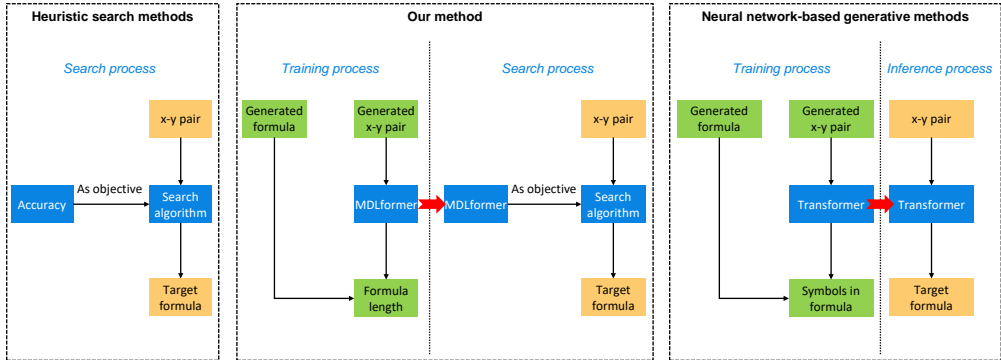 Heuristic search methods
Search process
x-y pair
As objective
Accuracy
Search
algorithm
Target
formula
Our method
Training process
Search process
Generated
formula
Generated
x-y pair
x-y pair
MDLformer
MDLformer
As objective
Search
algorithm
Formula
length
Target
formula
Neural network-based generative methods
Training process
Inference process
Generated
formula
Generated
x-y pair
x-y pair
Transformer
Transformer
Symbols in
formula
Target
formula